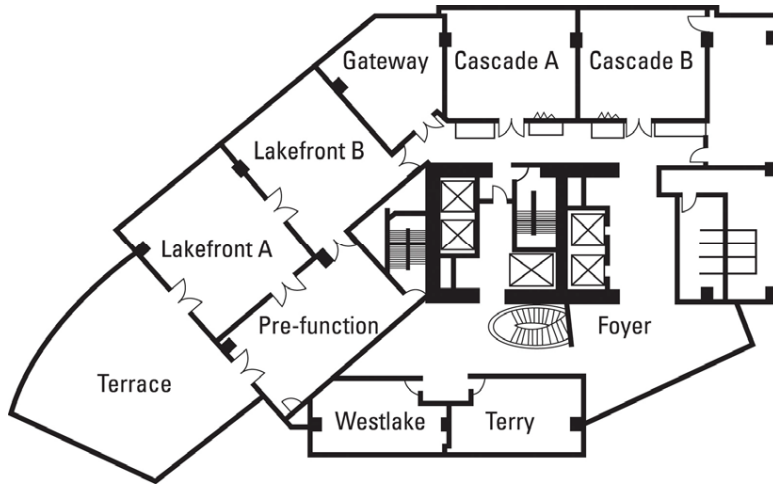 Gateway
Cascade A
Cascade B
Lakefront B
Lakefront A
Pre-function
Foyer
Terrace
Westlake
Terry